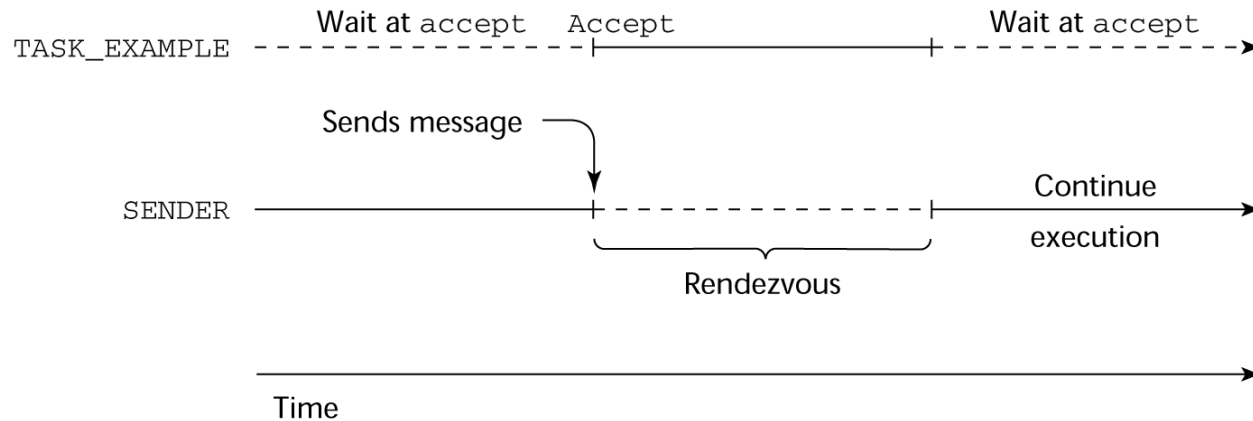 Wait at accept
Accept
Wait at accept
TASK_EXAMPLE
Sends message
SENDER
Continue
execution
Rendezvous
Time